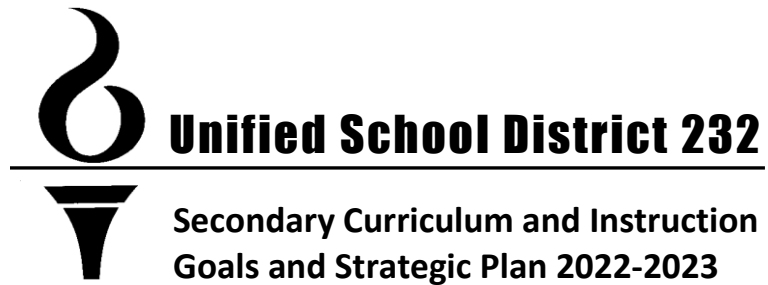 Unified School District 232
Secondary Curriculum and Instruction
Goals and Strategic Plan 2022-2023